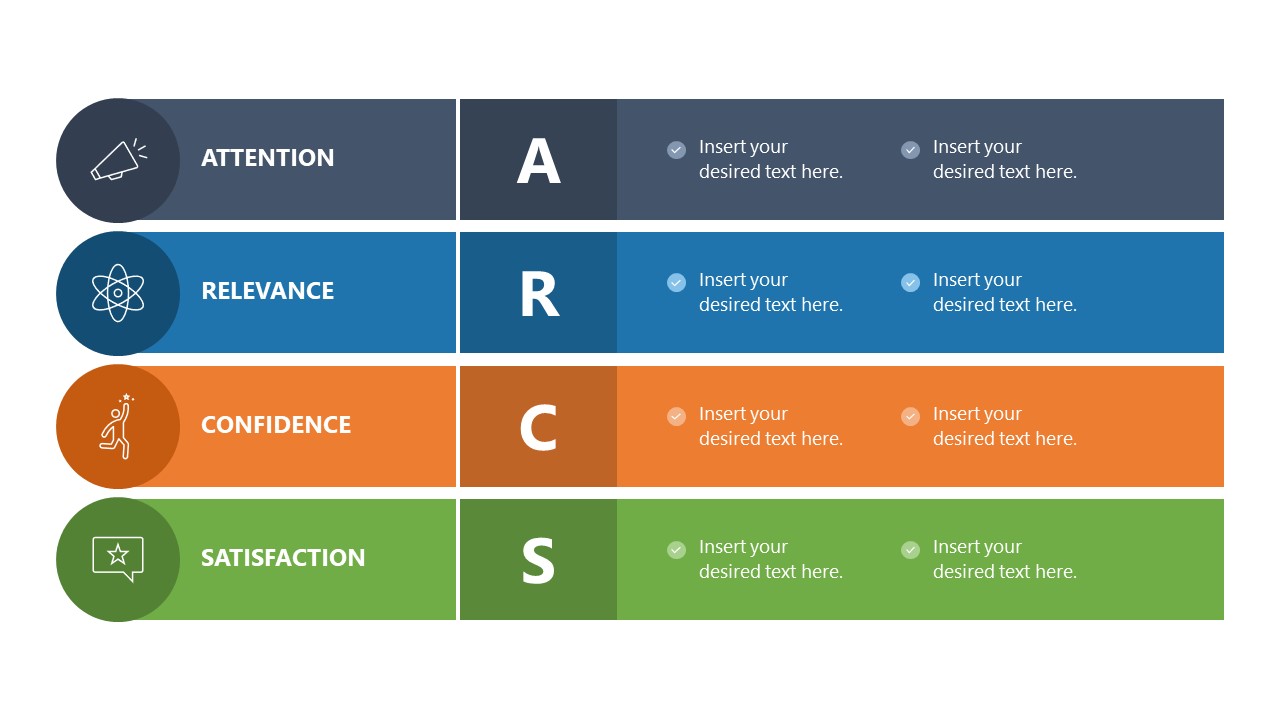 ATTENTION
A
Insert your
desired text here.
Insert your
desired text here.
RELEVANCE
R
Insert your
desired text here.
Insert your
desired text here.
CONFIDENCE
C
Insert your
desired text here.
Insert your
desired text here.
SATISFACTION
S
Insert your
desired text here.
Insert your
desired text here.